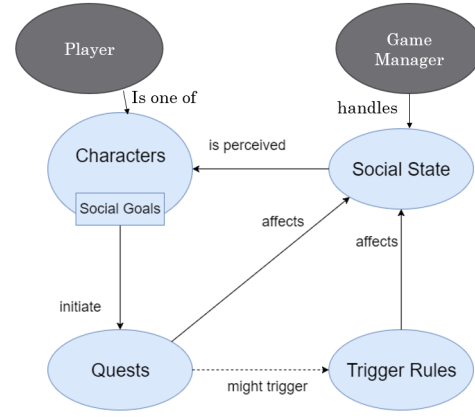 Player
Game
Manager
Is one of
handles
Characters
is perceived
Social State
Social Goals
affects
affects
initiate
Quests
might trigger
Trigger Rules